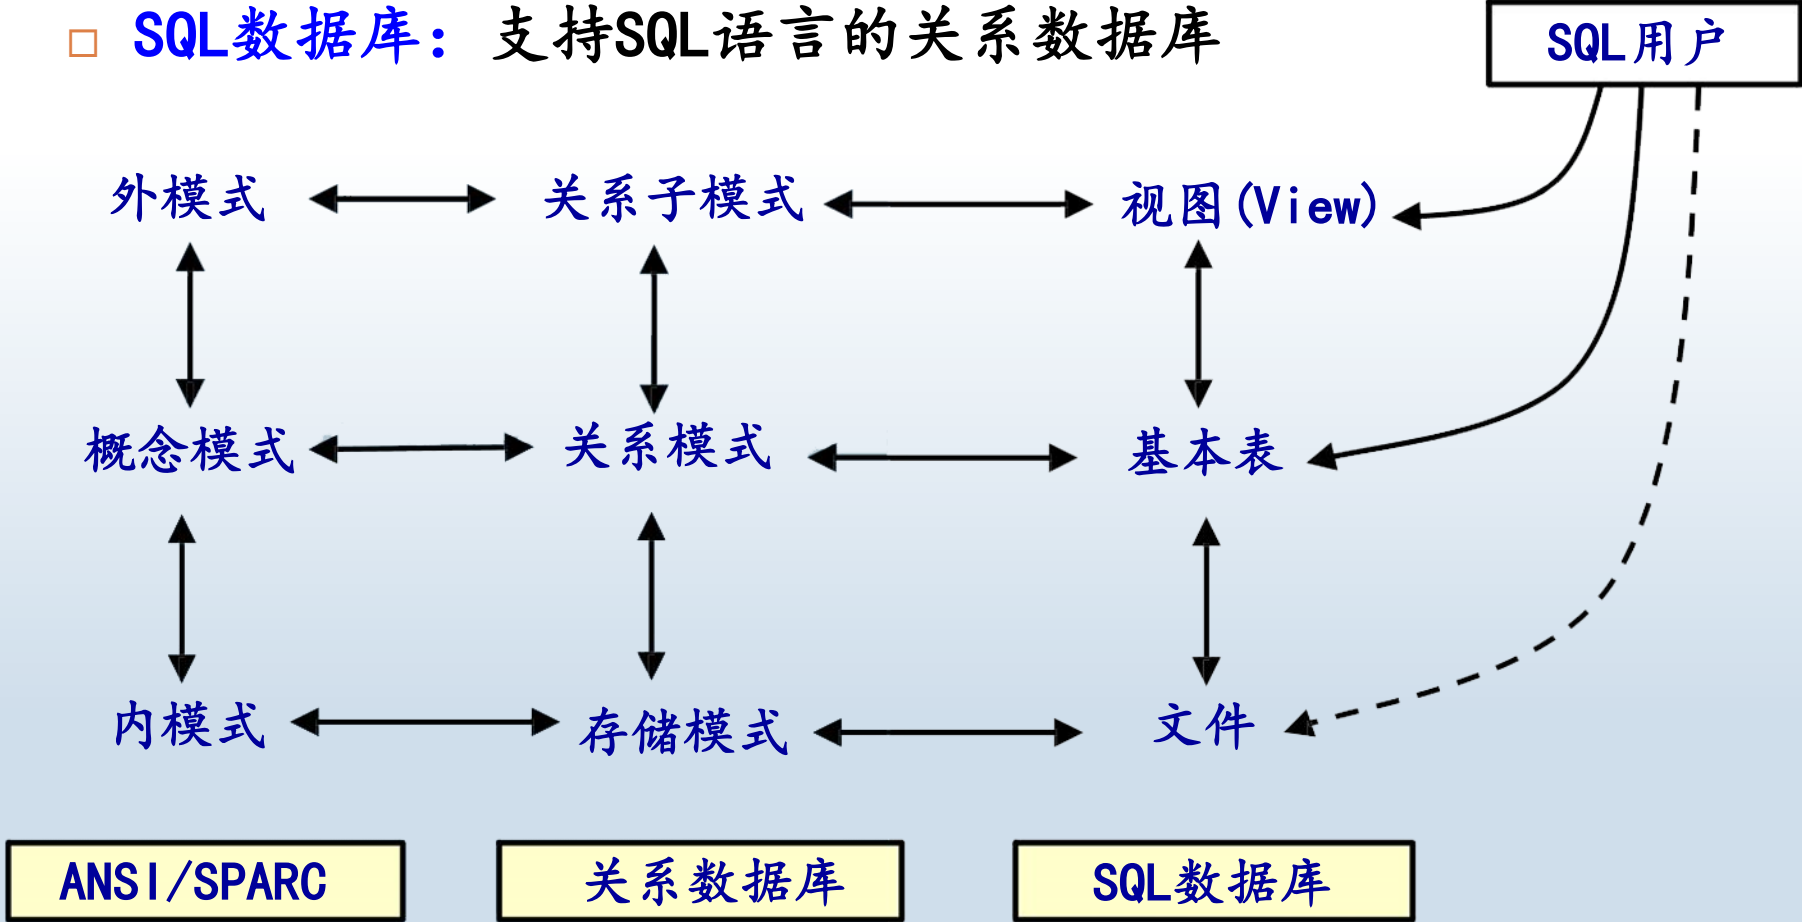 SQL数据库：支持SQL语言的关系数据库
SQL用户
外模式 关系子模式 视图(View)
概念模式 关系模式 基本表
内模式 存储模式 文件
ANSI/SPARC 关系数据库 SQL数据库